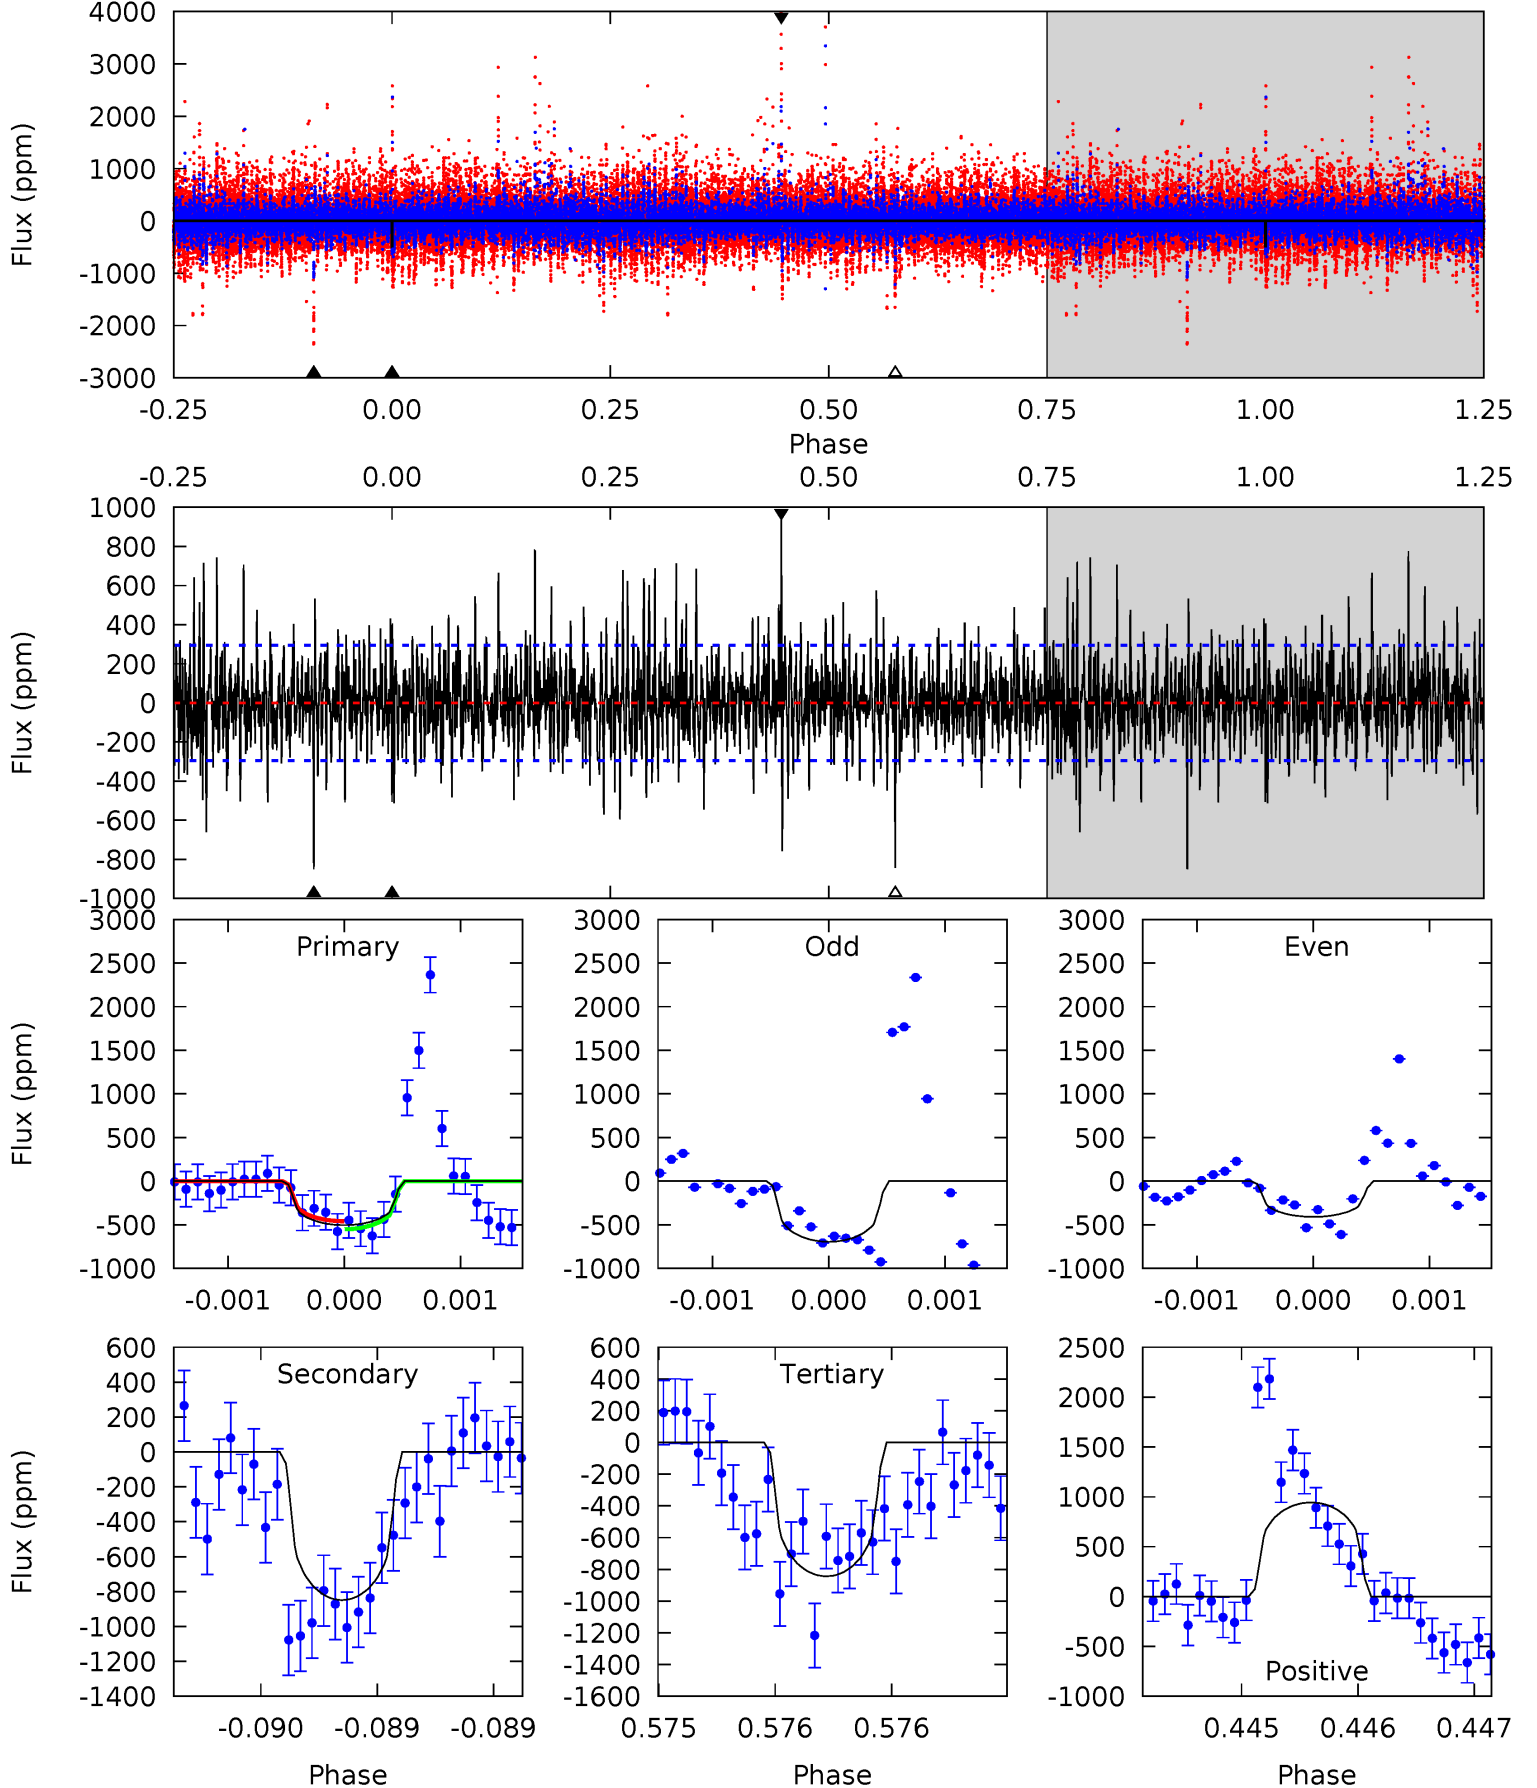 4000
3000
2000
1000
0
-1000
-2000
-3000
Flux (ppm)
-0.25 0.00 0.25 0.50 0.75 1.00 1.25
Phase
-0.25 0.00 0.25 0.50 0.75 1.00 1.25
1000
800
600
400
200
0
-200
-400
-600
-800
-1000
Flux (ppm)
Primary Odd Even
3000 3000 3000
2500 2500 2500
2000 2000 2000
1500 1500 1500
1000 1000 1000
500 500 500
0 0 0
-500 -500 -500
-1000 -1000 -1000
Flux (ppm)
-0.001 0.000 0.001 -0.001 0.000 0.001 -0.001 0.000 0.001
Secondary Tertiary Positive
600 600 2500
400 400 2000
200 200 1500
0 0 1000
-200 -200 500
-400 -400 0
-600 -600 -500
-800 -800 -1000
-1000 -1000
-1200 -1200
-1400 -1400
-1600
Flux (ppm)
-0.090 -0.089 -0.089 0.575 0.576 0.576 0.445 0.446 0.447
Phase Phase Phase